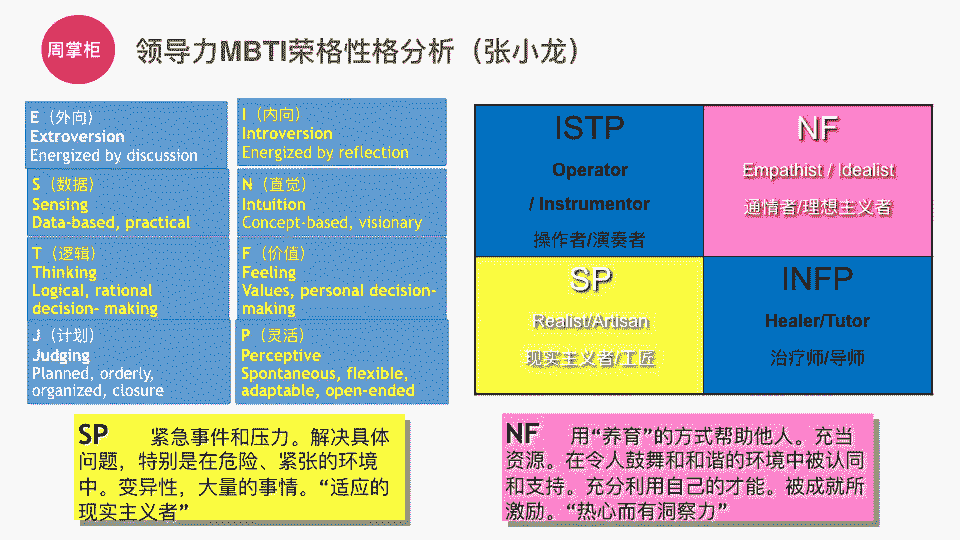 周掌柜
领导力MBTI荣格性格分析（张小龙）
E（外向）
Extroversion
Energized by discussion
I（内向）
Introversion
Energized by reflection
S（数据）
Sensing
Data-based, practical
N（直觉）
Intuition
Concept-based, visionary
T（逻辑）
Thinking
Logical, rational
decision- making
F（价值）
Feeling
Values, personal decision-
making
J（计划）
Judging
Planned, orderly,
organized, closure
P（灵活）
Perceptive
Spontaneous, flexible,
adaptable, open-ended
ISTP
Operator
/ Instrumentor
操作者/演奏者
NF
Empathist / Idealist
通情者/理想主义者
SP
Realist/Artisan
现实主义者/工匠
INFP
Healer/Tutor
治疗师/导师
SP 紧急事件和压力。解决具体
问题，特别是在危险、紧张的环境
中。变异性，大量的事情。“适应的
现实主义者”
NF 用“养育”的方式帮助他人。充当
资源。在令人鼓舞和和谐的环境中被认同
和支持。充分利用自己的才能。被成就所
激励。“热心而有洞察力”